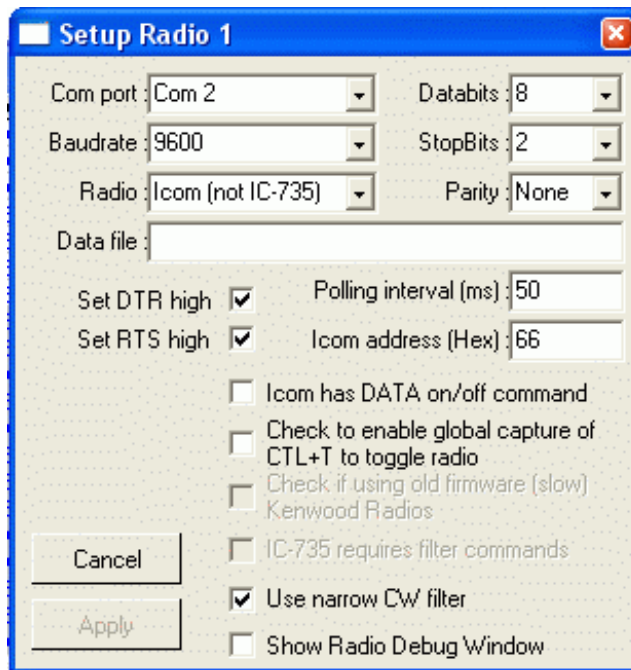 Setup Radio 1
Com port : Com 2 Databits : 8
Baudrate : 9600 StopBits : 2
Radio : Icom (not IC-735) Parity : None
Data file :
Set DTR high Polling interval (ms) : 50
Set RTS high Icom address (Hex) : 66
Icom has DATA on/off command
Check to enable global capture of
CTL+T to toggle radio
Check if using old firmware (slow)
Kenwood Radios
IC-735 requires filter commands
Cancel
Use narrow CW filter
Apply
Show Radio Debug Window